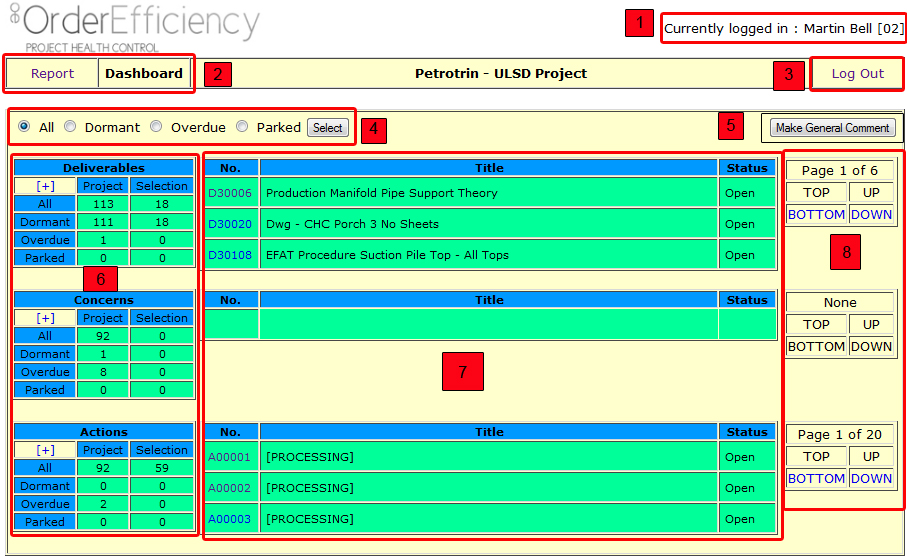 oe OrderEfficiency
PROJECT HEALTH CONTROL
1
Currently logged in : Martin Bell [02]
Report Dashboard 2 Petrotrin - ULSD Project 3 Log Out
All Dormant Overdue Parked Select 4 5 Make General Comment
Deliverables
[+] Project Selection
All 113 18
Dormant 111 18
Overdue 1 0
Parked 0 0
6
Concerns
[+] Project Selection
All 92 0
Dormant 1 0
Overdue 8 0
Parked 0 0
Actions
[+] Project Selection
All 92 59
Dormant 0 0
Overdue 2 0
Parked 0 0
No. Title Status
D30006 Production Manifold Pipe Support Theory Open
D30020 Dwg - CHC Porch 3 No Sheets Open
D30108 EFAT Procedure Suction Pile Top - All Tops Open
No. Title Status
7
No. Title Status
A00001 [PROCESSING] Open
A00002 [PROCESSING] Open
A00003 [PROCESSING] Open
Page 1 of 6
TOP UP
BOTTOM DOWN
8
None
TOP UP
BOTTOM DOWN
Page 1 of 20
TOP UP
BOTTOM DOWN